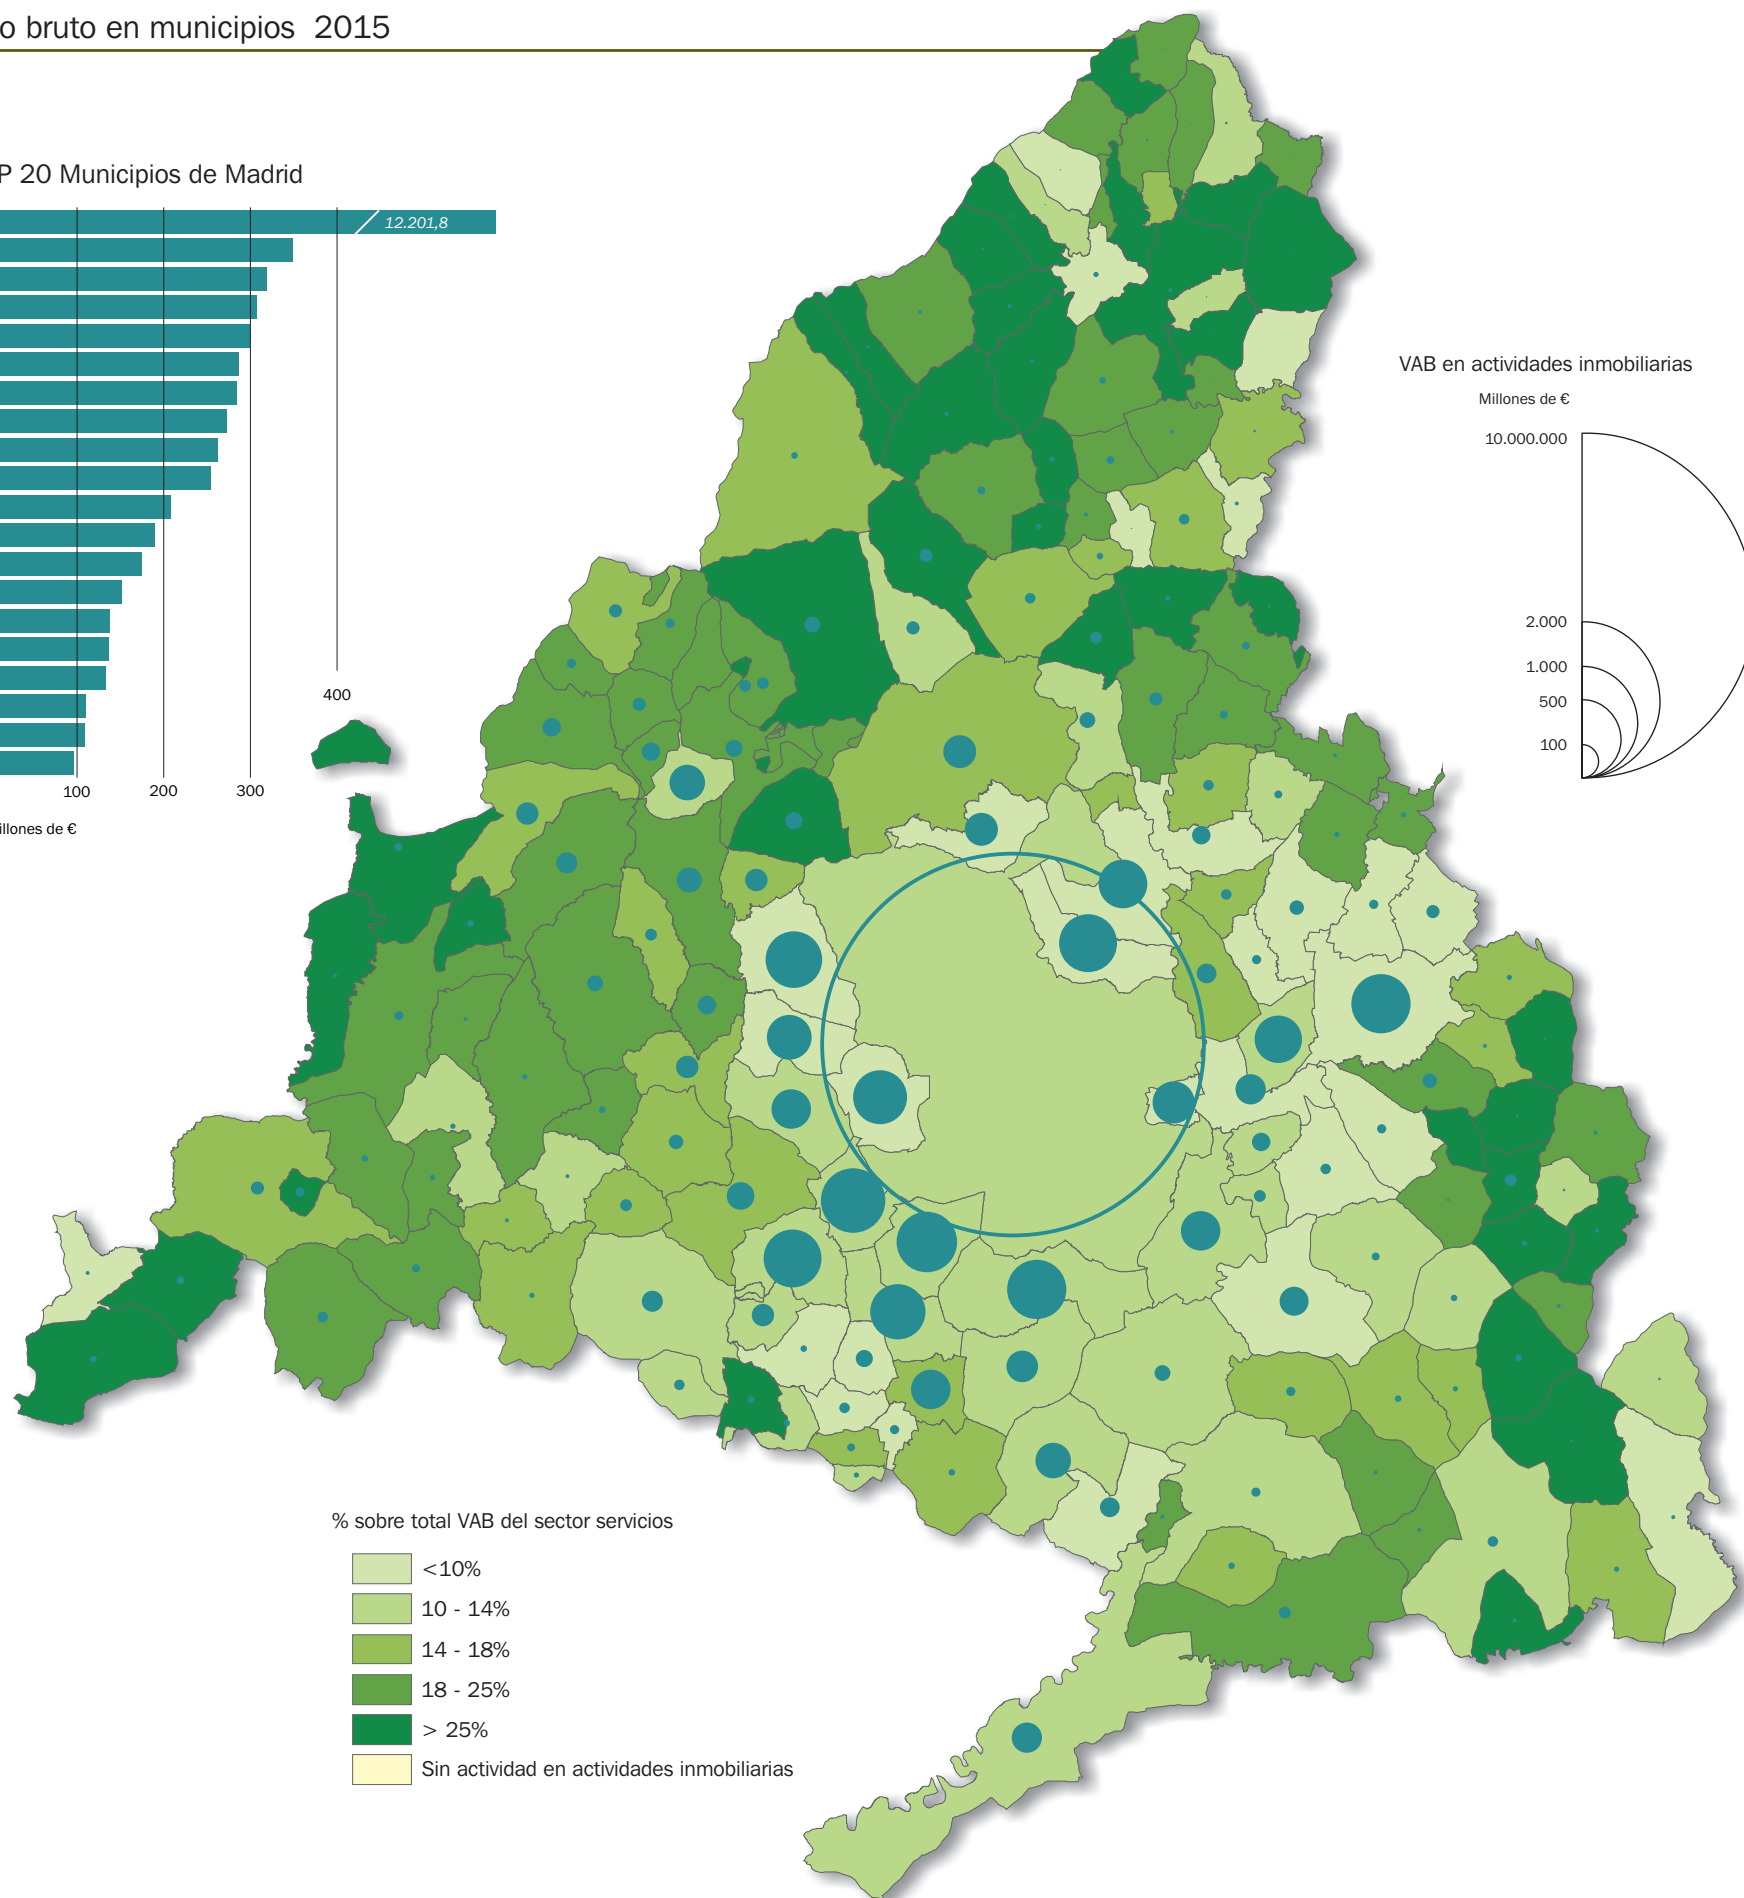 o bruto en municipios 2015
P 20 Municipios de Madrid
12.201,8
400
100 200 300
illones de €
VAB en actividades inmobiliarias
Millones de €
10.000.000
2.000
1.000
500
100
% sobre total VAB del sector servicios
<10%
10 - 14%
14 - 18%
18 - 25%
> 25%
Sin actividad en actividades inmobiliarias